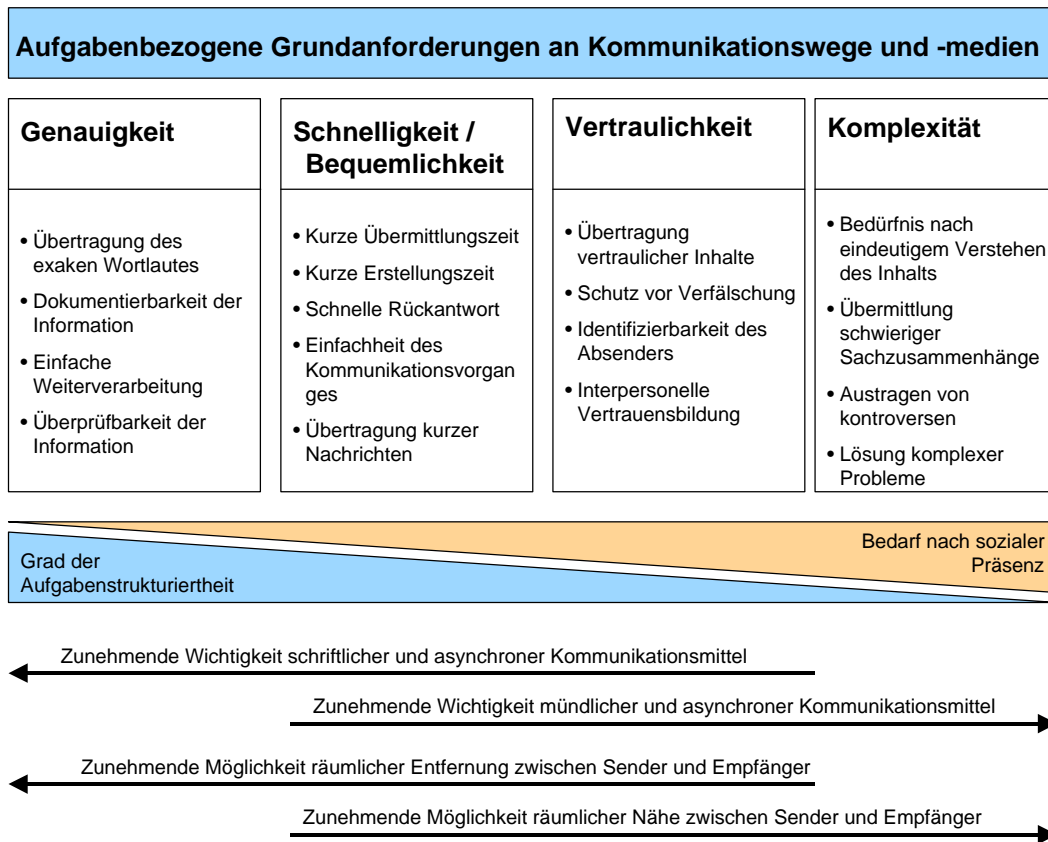 Aufgabenbezogene Grundanforderungen an Kommunikationswege und -medien
Genauigkeit
• Übertragung des
exaken Wortlautes
• Dokumentierbarkeit der
Information
• Einfache
Weiterverarbeitung
• Überprüfbarkeit der
Information
Schnelligkeit /
Bequemlichkeit
• Kurze Übermittlungszeit
• Kurze Erstellungszeit
• Schnelle Rückantwort
• Einfachheit des
Kommunikationsvorgan
ges
• Übertragung kurzer
Nachrichten
Vertraulichkeit
• Übertragung
vertraulicher Inhalte
• Schutz vor Verfälschung
• Identifizierbarkeit des
Absenders
• Interpersonelle
Vertrauensbildung
Komplexität
• Bedürfnis nach
eindeutigem Verstehen
des Inhalts
• Übermittlung
schwieriger
Sachzusammenhänge
• Austragen von
kontroversen
• Lösung komplexer
Probleme
Grad der
Aufgabenstrukturiertheit
Bedarf nach sozialer
Präsenz
Zunehmende Wichtigkeit schriftlicher und asynchroner Kommunikationsmittel
Zunehmende Wichtigkeit mündlicher und asynchroner Kommunikationsmittel
Zunehmende Möglichkeit räumlicher Entfernung zwischen Sender und Empfänger
Zunehmende Möglichkeit räumlicher Nähe zwischen Sender und Empfänger